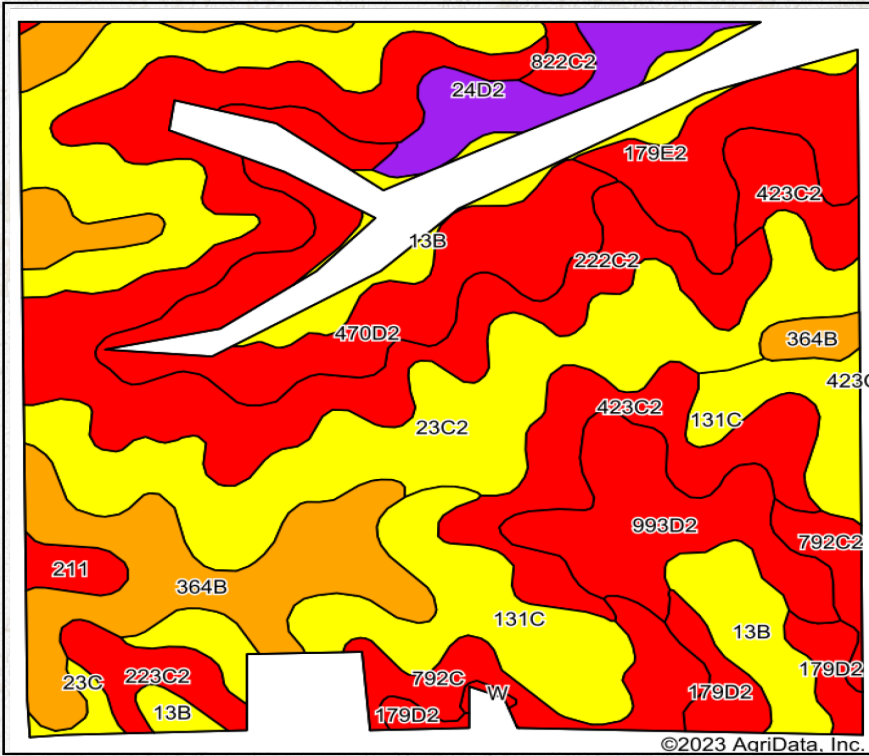 822C2
24D2
179E2
423C2
13B
222C2
470D2
364B
423C
423C2
131C
23C2
993D2
792C2
211
364B
131C
13B
223C2
792C
179D2
23C
179D2
W
13B
179D2
©2023 AgriData, Inc.